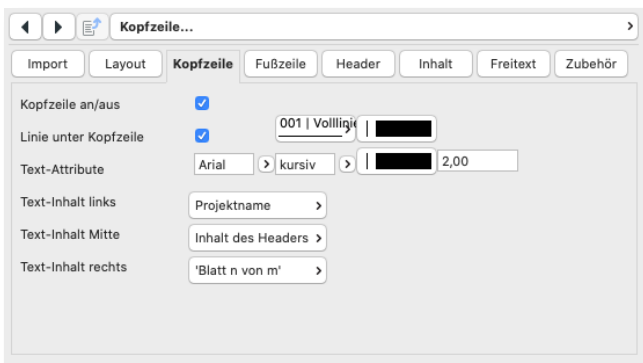 Kopfzeile...
Import Layout Kopfzeile Fußzeile Header Inhalt Freitext Zubehör
Kopfzeile an/aus
Linie unter Kopfzeile 001 | Volllinie
Text-Attribute Arial kursiv 2,00
Text-Inhalt links Projektname
Text-Inhalt Mitte Inhalt des Headers
Text-Inhalt rechts 'Blatt n von m'